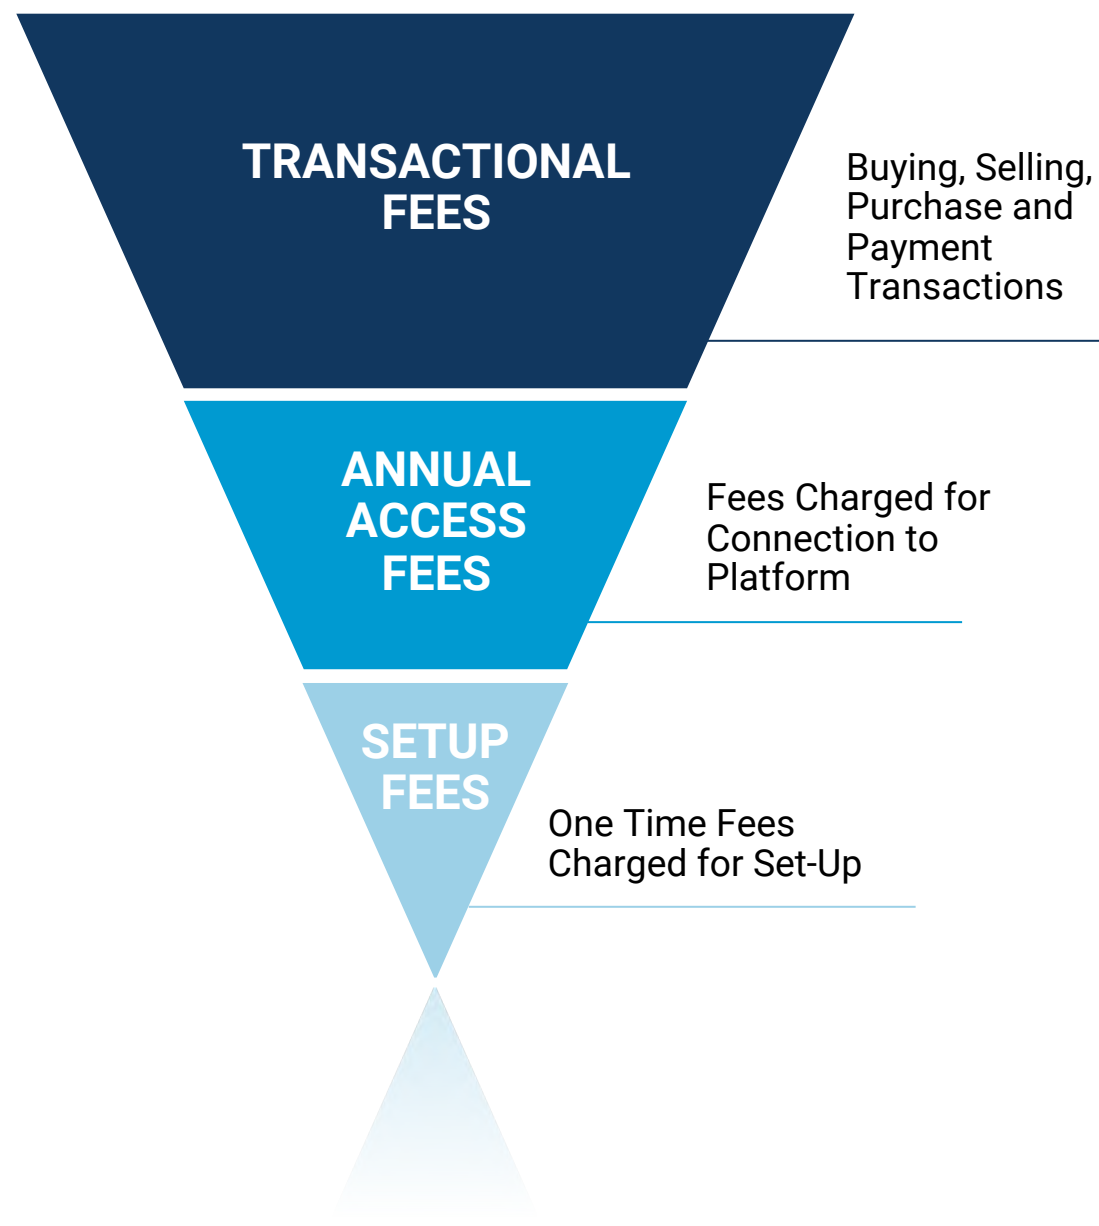 TRANSACTIONAL
FEES
Buying, Selling,
Purchase and
Payment
Transactions
ANNUAL
ACCESS
FEES
Fees Charged for
Connection to
Platform
SETUP
FEES
One Time Fees
Charged for Set-Up